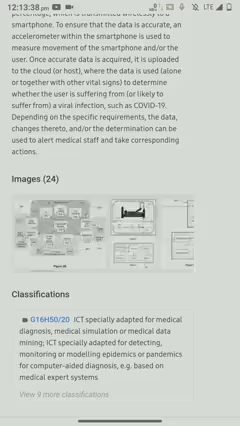 12:13:38 pm
LTE
percentage, which is transmitted wirelessly to a
smartphone. To ensure that the data is accurate, an
accelerometer within the smartphone is used to
measure movement of the smartphone and/or the
user. Once accurate data is acquired, it is uploaded
to the cloud (or host), where the data is used (alone
or together with other vital signs) to determine
whether the user is suffering from (or likely to
suffer from) a viral infection, such as COVID-19.
Depending on the specific requirements, the data,
changes thereto, and/or the determination can be
used to alert medical staff and take corresponding
actions.
Images (24)
Classifications
G16H50/20 ICT specially adapted for medical
diagnosis, medical simulation or medical data
mining; ICT specially adapted for detecting,
monitoring or modelling epidemics or pandemics
for computer-aided diagnosis, e.g. based on
medical expert systems
View 9 more classifications